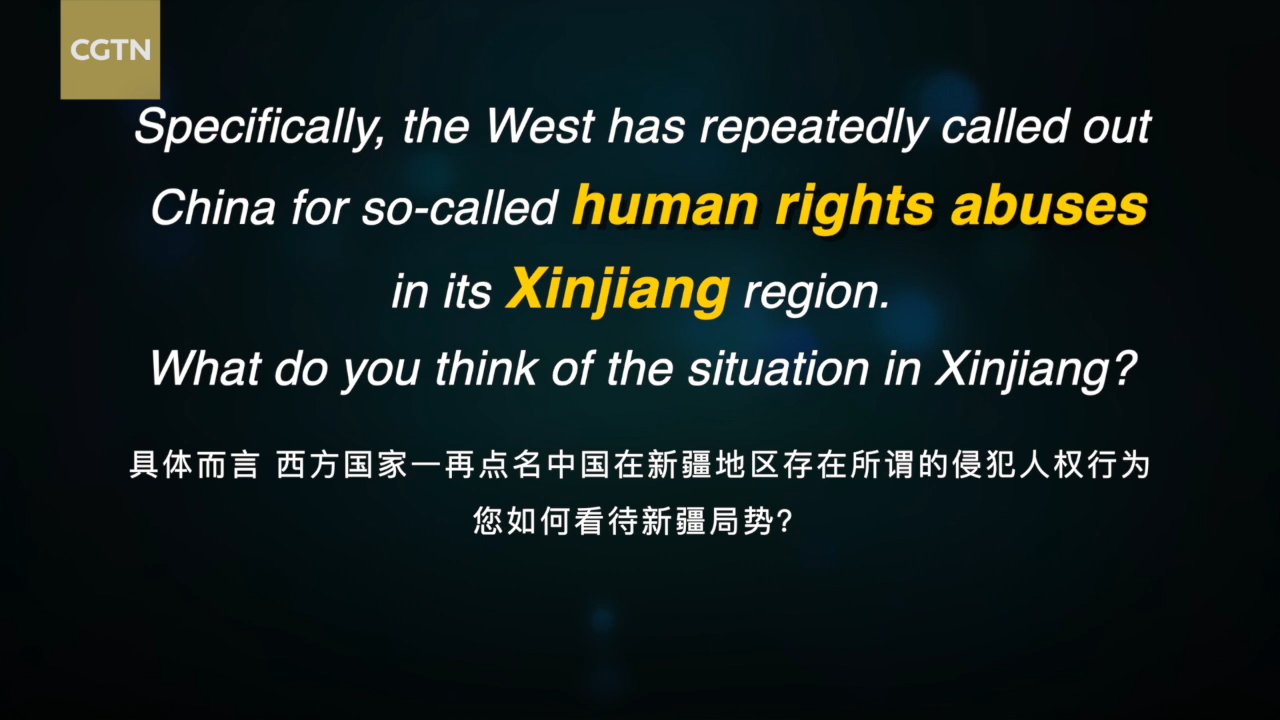 CGTN
Specifically, the West has repeatedly called out
China for so-called human rights abuses
in its Xinjiang region.
What do you think of the situation in Xinjiang?
具体而言 西方国家一再点名中国在新疆地区存在所谓的侵犯人权行为
您如何看待新疆局势?